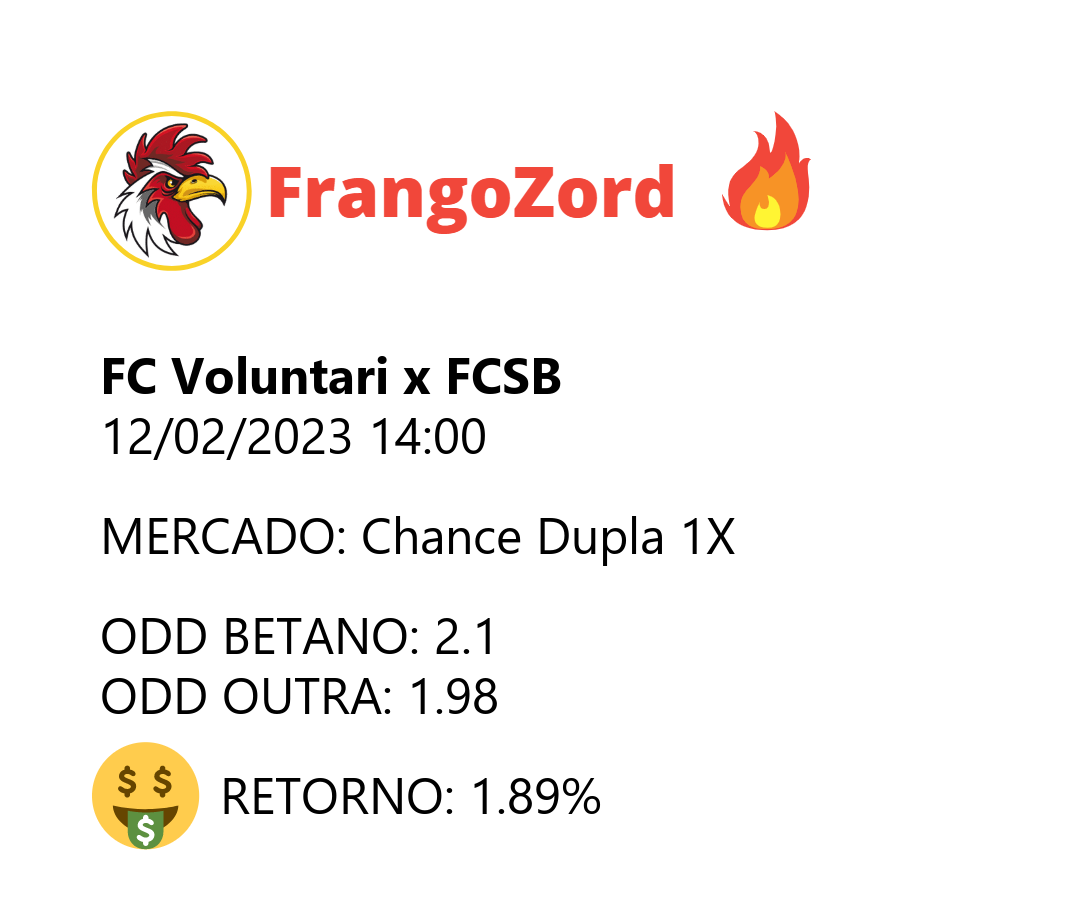 FrangoZord
FC Voluntari x FCSB
12/02/2023 14:00
MERCADO: Chance Dupla 1X
ODD BETANO: 2.1
ODD OUTRA: 1.98
RETORNO: 1.89%